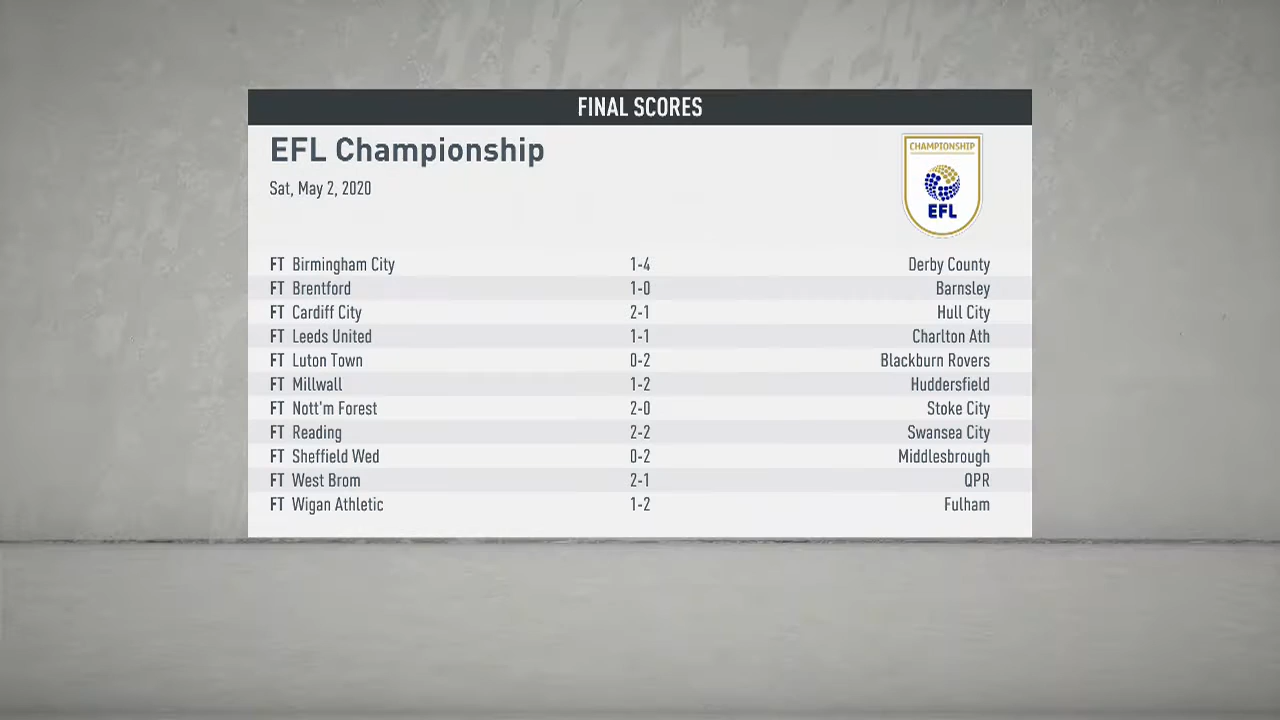 FINAL SCORES
EFL Championship
CHAMPIONSHIP
Sat, May 2, 2020
EFL
FT Birmingham City 1-4 Derby County
FT Brentford 1-0 Barnsley
FT Cardiff City 2-1 Hull City
FT Leeds United 1-1 Charlton Ath
FT Luton Town 0-2 Blackburn Rovers
FT Millwall 1-2 Huddersfield
FT Nott'm Forest 2-0 Stoke City
FT Reading 2-2 Swansea City
FT Sheffield Wed 0-2 Middlesbrough
FT West Brom 2-1 QPR
FT Wigan Athletic 1-2 Fulham